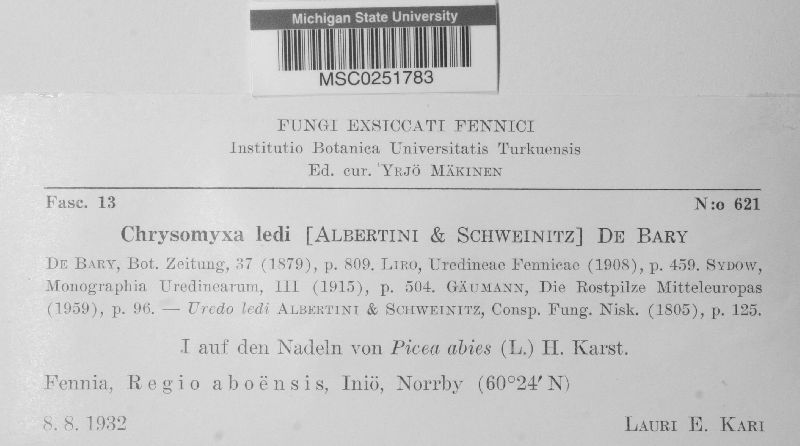 Michigan State University
MSC0251783
FUNGI EXSICCATI FENNICI
Institutio Botanica Universitatis Turkuensis
Ed. cur. YRJÖ MÄKINEN
Fasc. 13 N:o 621
Chrysomyxa ledi [ALBERTINI & SCHWEINITZ] DE BARY
DE BARY, Bot. Zeitung, 37 (1879), p. 809. LIRO, Uredineae Fennicae (1908), p. 459. SYDOW,
Monographia Uredinearum, III (1915), p. 504. GÄUMANN, Die Rostpilze Mitteleuropas
(1959), p. 96. — Uredo ledi ALBERTINI & SCHWEINITZ, Consp. Fung. Nisk. (1805), p. 125.
I auf den Nadeln von Picea abies (L.) H. Karst.
Fennia, Regio aboënsis, Iniö, Norrby (60°24′ N)
8. 8. 1932 LAURI E. KARI